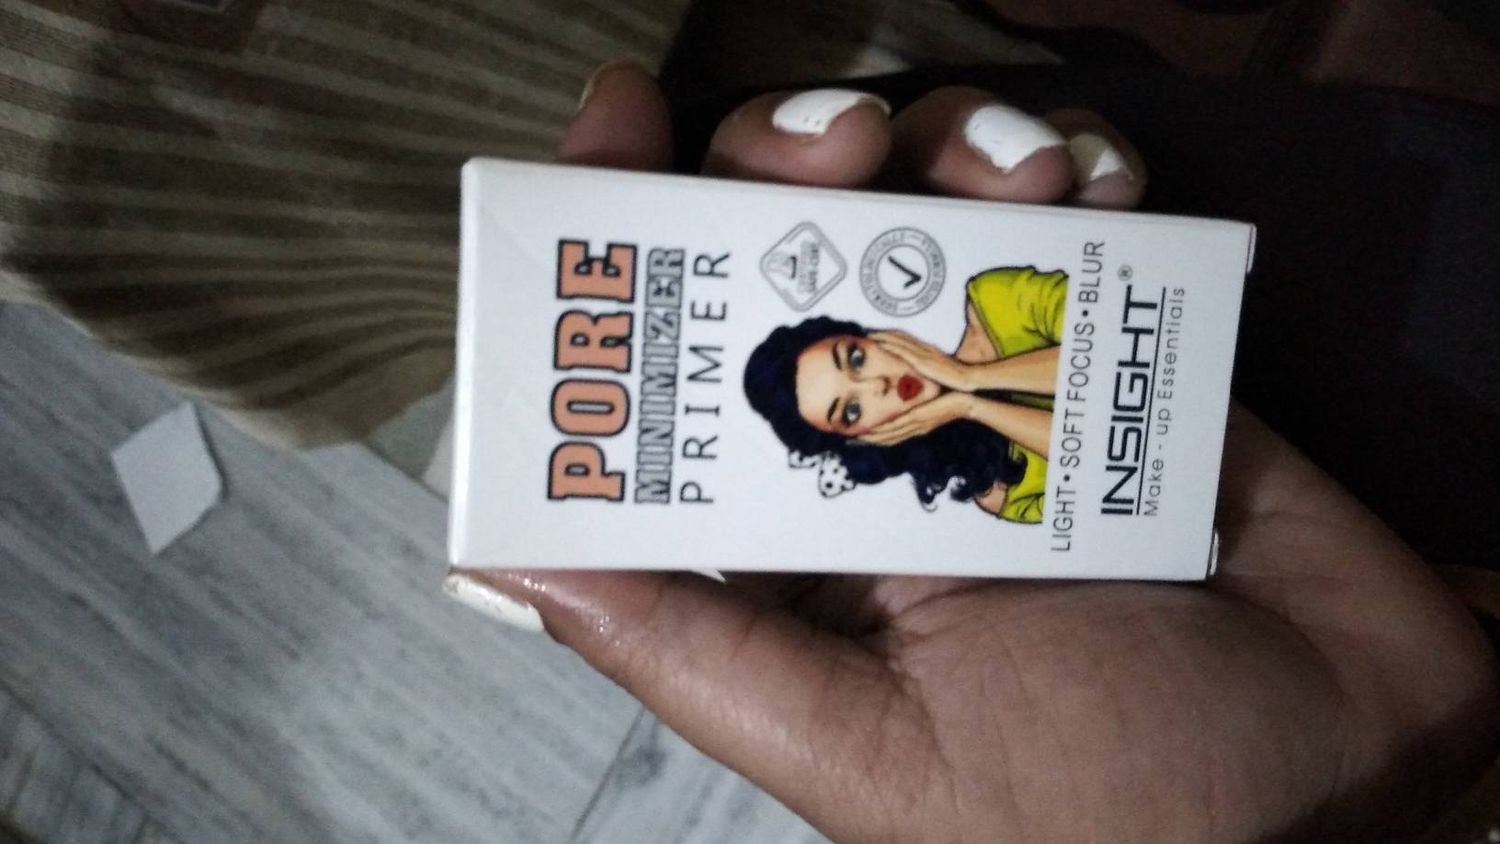 PORE
MINIMIZER
PRIMER
LIGHT • SOFT FOCUS • BLUR
INSIGHT®
Make - up Essentials